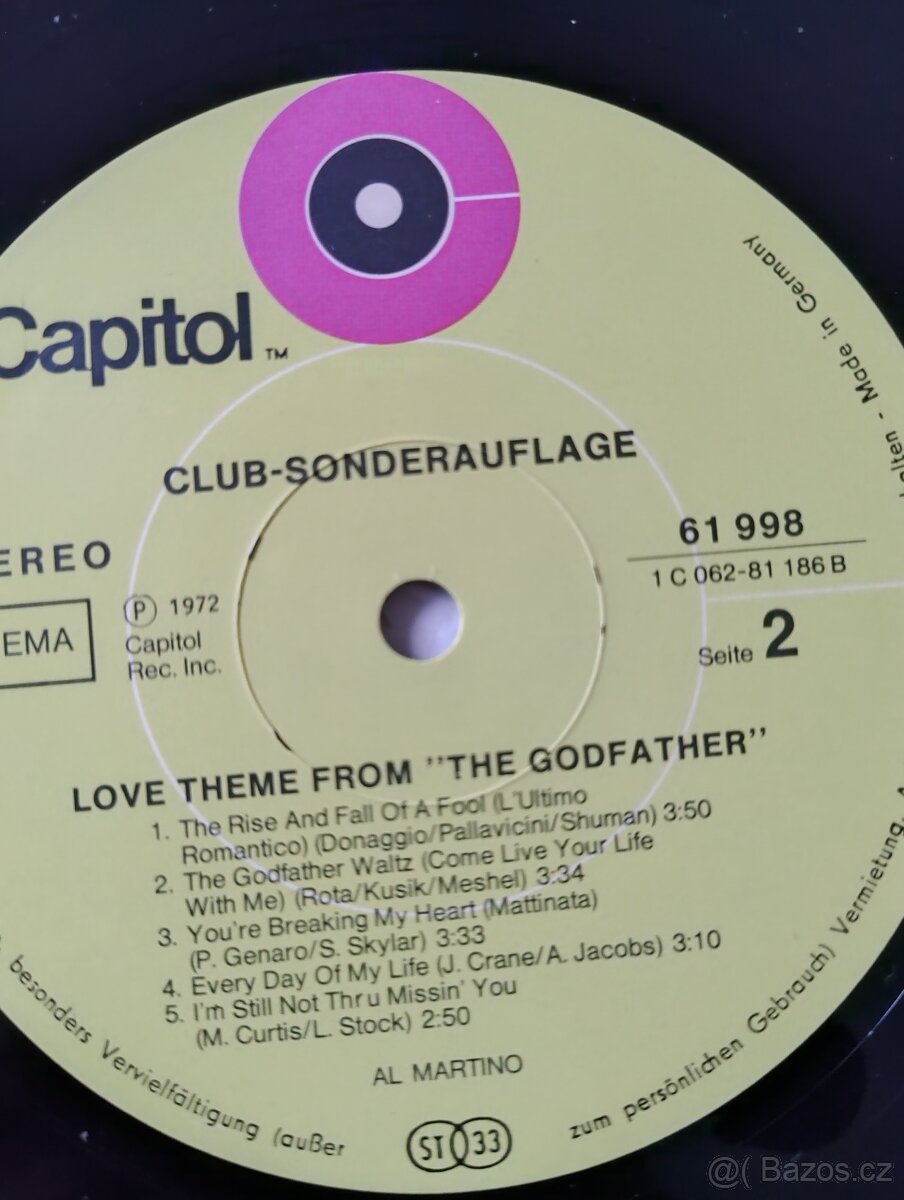 Capitol™
CLUB-SONDERAUFLAGE
EREO
EMA
Ⓟ 1972
Capitol
Rec. Inc.
61 998
1 C 062-81 186 B
Seite 2
LOVE THEME FROM "THE GODFATHER"
1. The Rise And Fall Of A Fool (L'Ultimo
Romantico) (Donaggio/Pallavicini/Shuman) 3:50
2. The Godfather Waltz (Come Live Your Life
With Me) (Rota/Kusik/Meshel) 3:34
3. You're Breaking My Heart (Mattinata)
(P. Genaro/S. Skylar) 3:33
4. Every Day Of My Life (J. Crane/A. Jacobs) 3:10
5. I'm Still Not Thru Missin' You
(M. Curtis/L. Stock) 2:50
AL MARTINO
ST 33
besonders Vervielfältigung (außer
zum persönlichen Gebrauch) Vermietung,
alten - Made in Germany
@( Bazos.cz